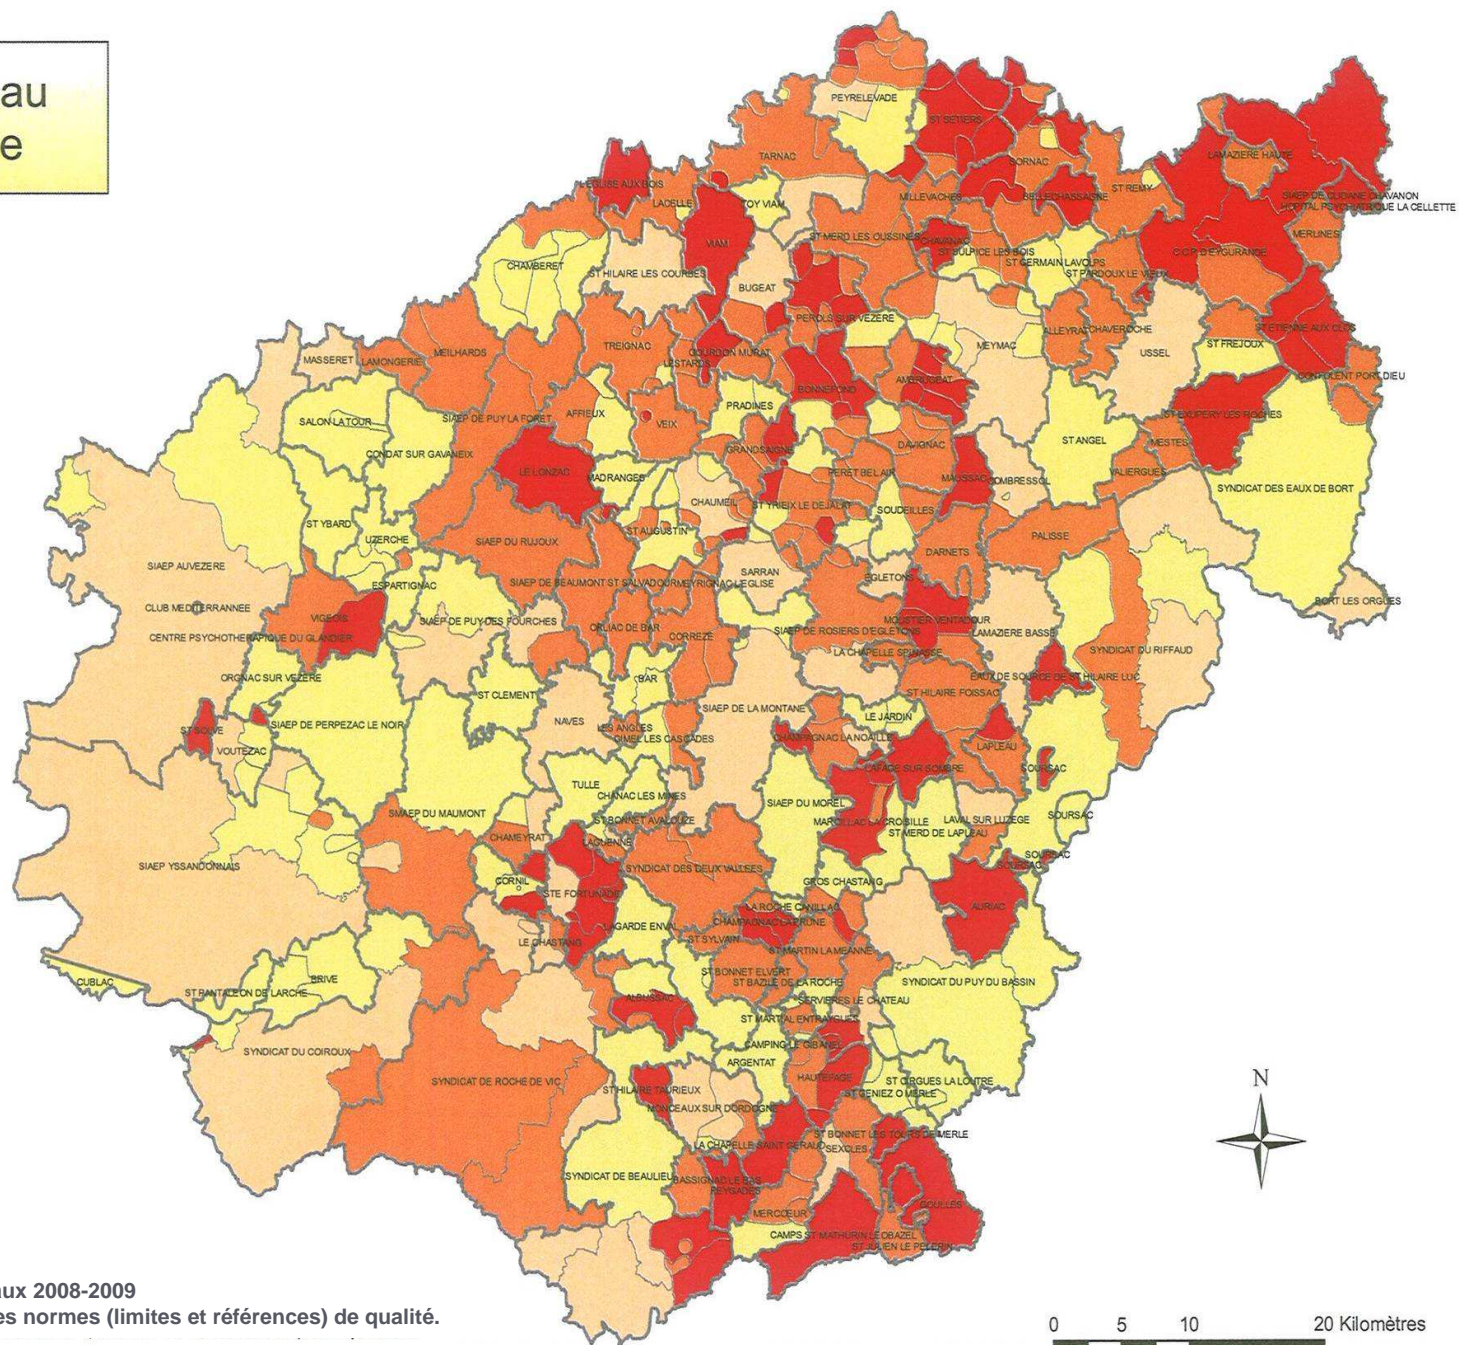 au
e
PEYRELEVADE
ST SETIERS
TARNAC
SORNAC
LAMAZIERE HAUTE
L'EGLISE AUX BOIS
LACELLE
TOY VIAM
MILLEVACHES
BELLECHASSAGNE
ST REMY
SIAEP DE CLIDANE CHAVANON
HOPITAL PSYCHIATRIQUE LA CELLETTE
MERLINES
VIAM
ST MERD LES OUSSINES
CHAVANAC
ST SULPICE LES BOIS
ST GERMAIN LAVOLPS
ST PARDOUX LE VIEUX
C.C.P. D'EYGURANDE
CHAMBERET
ST HILAIRE LES COURBES
BUGEAT
PEROLS SUR VEZERE
ALLEYRAT
CHAVEROCHE
ST ETIENNE AUX CLOS
MASSERET
LAMONGERIE
MEILHARDS
TREIGNAC
LESTARDS
GOURDON MURAT
MEYMAC
USSEL
ST FREJOUX
CONFOLENT PORT DIEU
BONNEFOND
AMBRUGEAT
SALON LA TOUR
SIAEP DE PUY LA FORET
AFFIEUX
VEIX
PRADINES
ST EXUPERY LES ROCHES
CONDAT SUR GAVANEIX
GRANDSAIGNE
DAVIGNAC
ST ANGEL
MESTES
LE LONZAC
MADRANGES
PERET BEL AIR
MAUSSAC
COMBRESSOL
VALIERGUES
SYNDICAT DES EAUX DE BORT
CHAUMEIL
ST YRIEIX LE DEJALAT
SOUDEILLES
ST YBARD
UZERCHE
SIAEP DU RUJOUX
ST AUGUSTIN
DARNETS
PALISSE
SIAEP AUVEZERE
ESPARTIGNAC
SIAEP DE BEAUMONT ST SALVADOUR
MEYRIGNAC L'EGLISE
SARRAN
EGLETONS
BORT LES ORGUES
CLUB MEDITERRANNEE
VIGEOIS
SIAEP DE PUY DES FOURCHES
ORLIAC DE BAR
CORREZE
SIAEP DE ROSIERS D'EGLETONS
MOUSTIER VENTADOUR
LAMAZIERE BASSE
CENTRE PSYCHOTHERAPIQUE DU GLANDIER
LA CHAPELLE SPINASSE
SYNDICAT DU RIFFAUD
ORGNAC SUR VEZERE
ST CLEMENT
BAR
ST HILAIRE FOISSAC
EAUX DE SOURCE DE ST HILAIRE LUC
ST SOLVE
VOUTEZAC
SIAEP DE PERPEZAC LE NOIR
NAVES
LES ANGLES
GIMEL LES CASCADES
SIAEP DE LA MONTANE
LE JARDIN
CHAMPAGNAC LA NOAILLE
LAPLEAU
LAFAGE SUR SOMBRE
SOURSAC
TULLE
CHANAC LES MINES
SIAEP DU MOREL
SMAEP DU MAUMONT
ST BONNET AVALOUZE
MARCILLAC LA CROISILLE
ST MERD DE LAPLEAU
LAVAL SUR LUZEGE
SOURSAC
CHAMEYRAT
LAGUENNE
SIAEP YSSANDONNAIS
CORNIL
STE FORTUNADE
SYNDICAT DES DEUX VALLEES
GROS CHASTANG
SOURSAC
SOURSAC
LA ROCHE CANILLAC
CHAMPAGNAC LA PRUNE
AURIAC
LE CHASTANG
LAGARDE ENVAL
ST SYLVAIN
ST MARTIN LA MEANNE
CUBLAC
ST PANTALEON DE LARCHE
BRIVE
ST BONNET ELVERT
ST BAZILE DE LA ROCHE
SYNDICAT DU PUY DU BASSIN
ALBUSSAC
SERVIERES LE CHATEAU
ST MARTIAL ENTRAYGUES
CAMPING LE GIBANEL
SYNDICAT DU COIROUX
ARGENTAT
SYNDICAT DE ROCHE DE VIC
ST HILAIRE TAURIEUX
HAUTEFAGE
ST CIRGUES LA LOUTRE
ST GENIEZ O MERLE
MONCEAUX SUR DORDOGNE
LA CHAPELLE SAINT GERAUD
ST BONNET LES TOURS DE MERLE
SEXCLES
SYNDICAT DE BEAULIEU
BASSIGNAC LE BAS
REYGADES
MERCOEUR
GOULLES
CAMPS ST MATHURIN LEOBAZEL
ST JULIEN LE PELERIN
N
aux 2008-2009
es normes (limites et références) de qualité.
0 5 10 20 Kilomètres